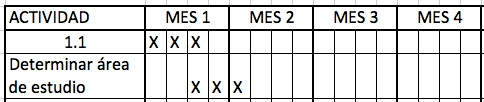 ACTIVIDAD MES 1 MES 2 MES 3 MES 4
1.1 X X X
Determinar área
de estudio X X X